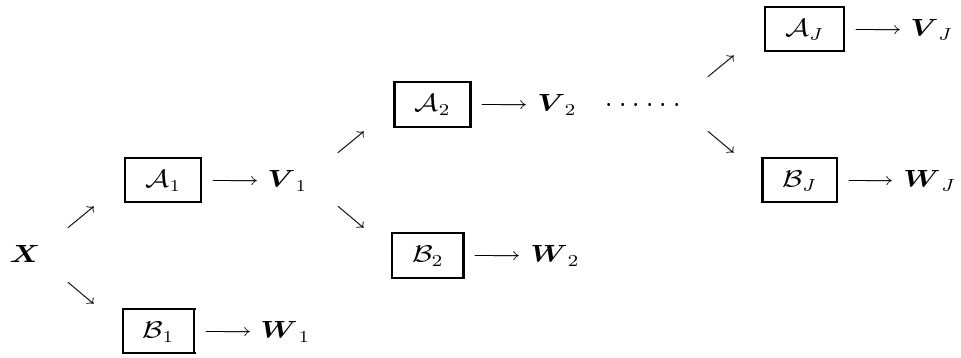 𝒜_J ⟶ V_J
𝒜_2 ⟶ V_2 ......
𝒜_1 ⟶ V_1 ℬ_J ⟶ W_J
X ℬ_2 ⟶ W_2
ℬ_1 ⟶ W_1